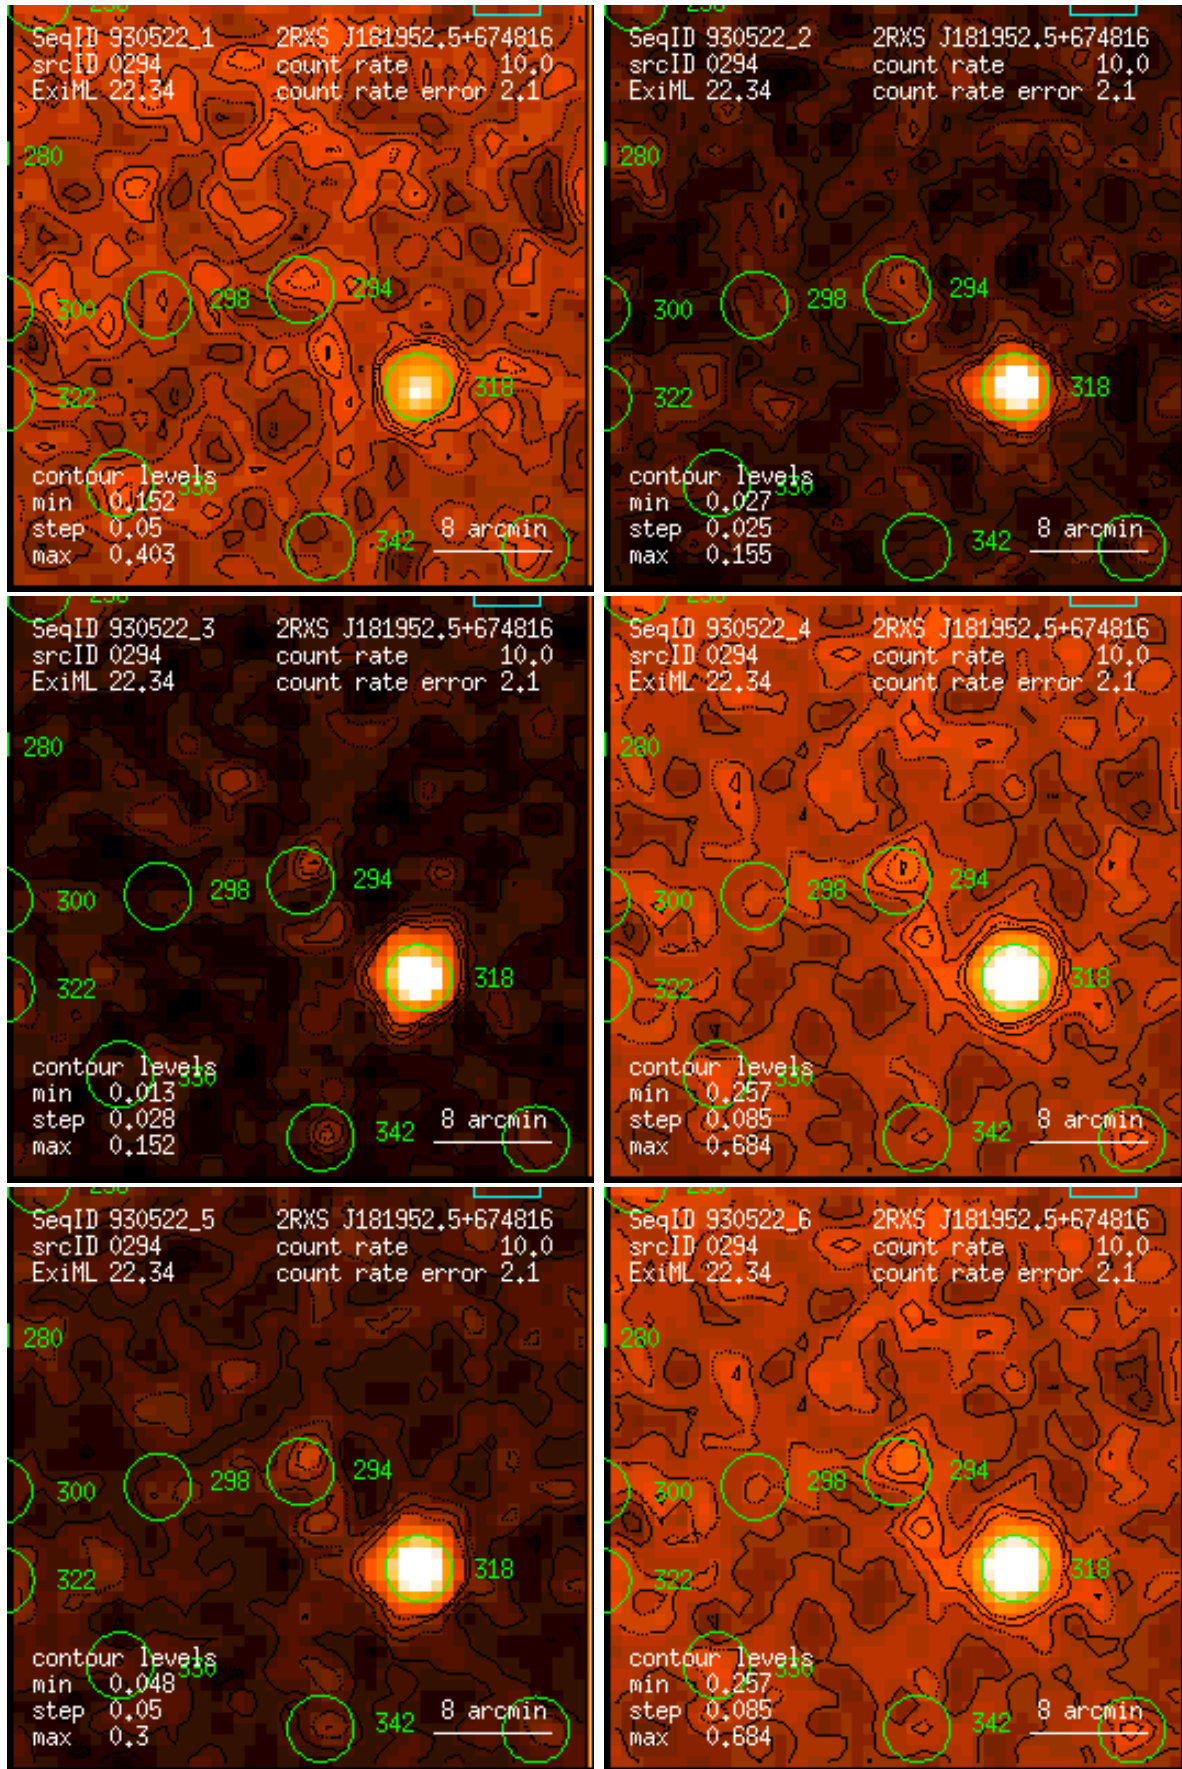 SeqID 930522_1 2RXS J181952.5+674816
srcID 0294 count rate 10.0
ExiML 22.34 count rate error 2.1
280
294
300 298
322 318
contour levels
330
min 0.152
step 0.05 342 8 arcmin
max 0.403
SeqID 930522_2 2RXS J181952.5+674816
srcID 0294 count rate 10.0
ExiML 22.34 count rate error 2.1
280
294
300 298
322 318
contour levels
330
min 0.027
step 0.025 342 8 arcmin
max 0.155
SeqID 930522_3 2RXS J181952.5+674816
srcID 0294 count rate 10.0
ExiML 22.34 count rate error 2.1
280
294
300 298
322 318
contour levels
330
min 0.013
step 0.028 342 8 arcmin
max 0.152
SeqID 930522_4 2RXS J181952.5+674816
srcID 0294 count rate 10.0
ExiML 22.34 count rate error 2.1
280
294
300 298
322 318
contour levels
330
min 0.257
step 0.085 342 8 arcmin
max 0.684
SeqID 930522_5 2RXS J181952.5+674816
srcID 0294 count rate 10.0
ExiML 22.34 count rate error 2.1
280
294
300 298
322 318
contour levels
330
min 0.048
step 0.05 342 8 arcmin
max 0.3
SeqID 930522_6 2RXS J181952.5+674816
srcID 0294 count rate 10.0
ExiML 22.34 count rate error 2.1
280
294
300 298
322 318
contour levels
330
min 0.257
step 0.085 342 8 arcmin
max 0.684